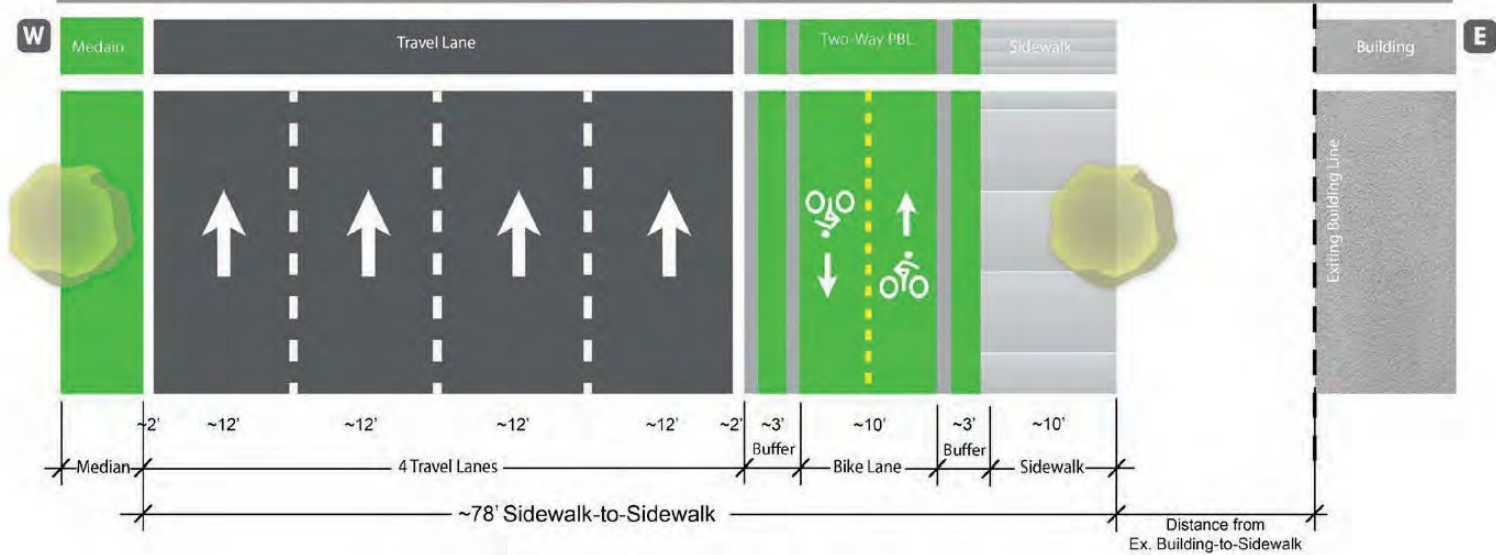 W
Medain
Travel Lane
Two-Way PBL
Sidewalk
Building
E
Exiting Building Line
~2' ~12' ~12' ~12' ~12' ~2' ~3' ~10' ~3' ~10'
Buffer Buffer
Median 4 Travel Lanes Bike Lane Sidewalk
~78' Sidewalk-to-Sidewalk
Distance from
Ex. Building-to-Sidewalk